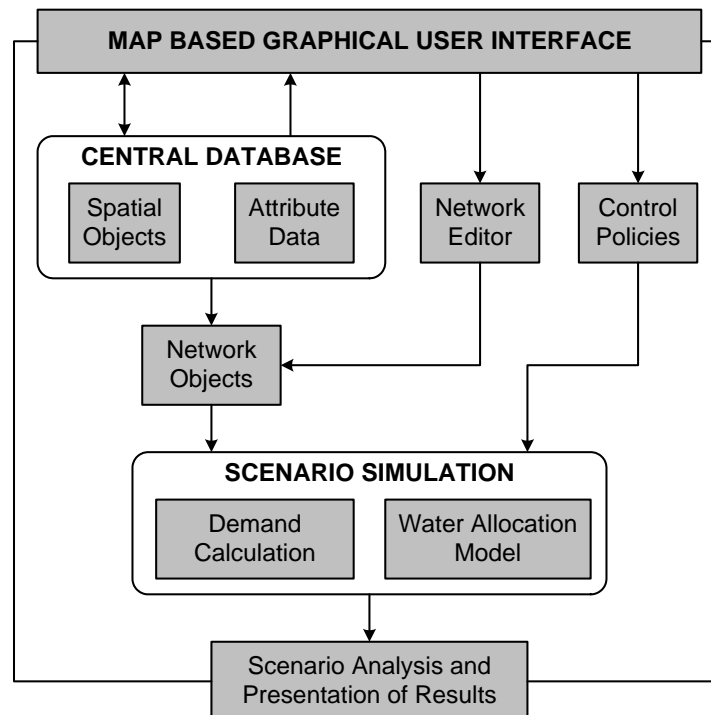 MAP BASED GRAPHICAL USER INTERFACE
CENTRAL DATABASE
Spatial
Objects
Attribute
Data
Network
Editor
Control
Policies
Network
Objects
SCENARIO SIMULATION
Demand
Calculation
Water Allocation
Model
Scenario Analysis and
Presentation of Results